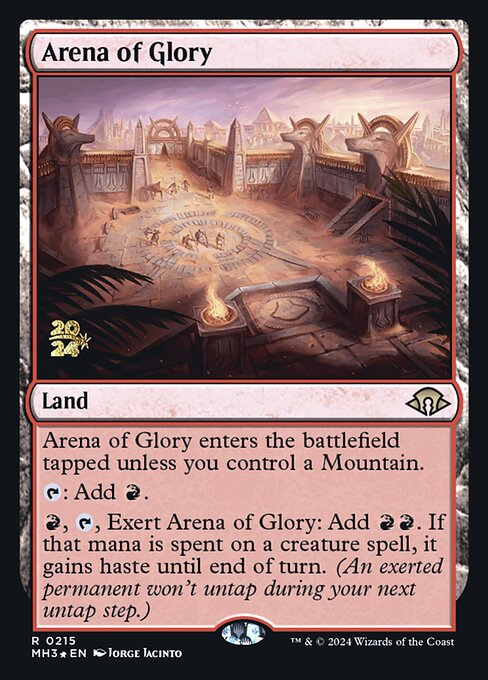 Arena of Glory
20
24
Land
Arena of Glory enters the battlefield
tapped unless you control a Mountain.
: Add .
, , Exert Arena of Glory: Add . If
that mana is spent on a creature spell, it
gains haste until end of turn. (An exerted
permanent won't untap during your next
untap step.)
R 0215
MH3★EN Jorge Jacinto
™ & © 2024 Wizards of the Coast